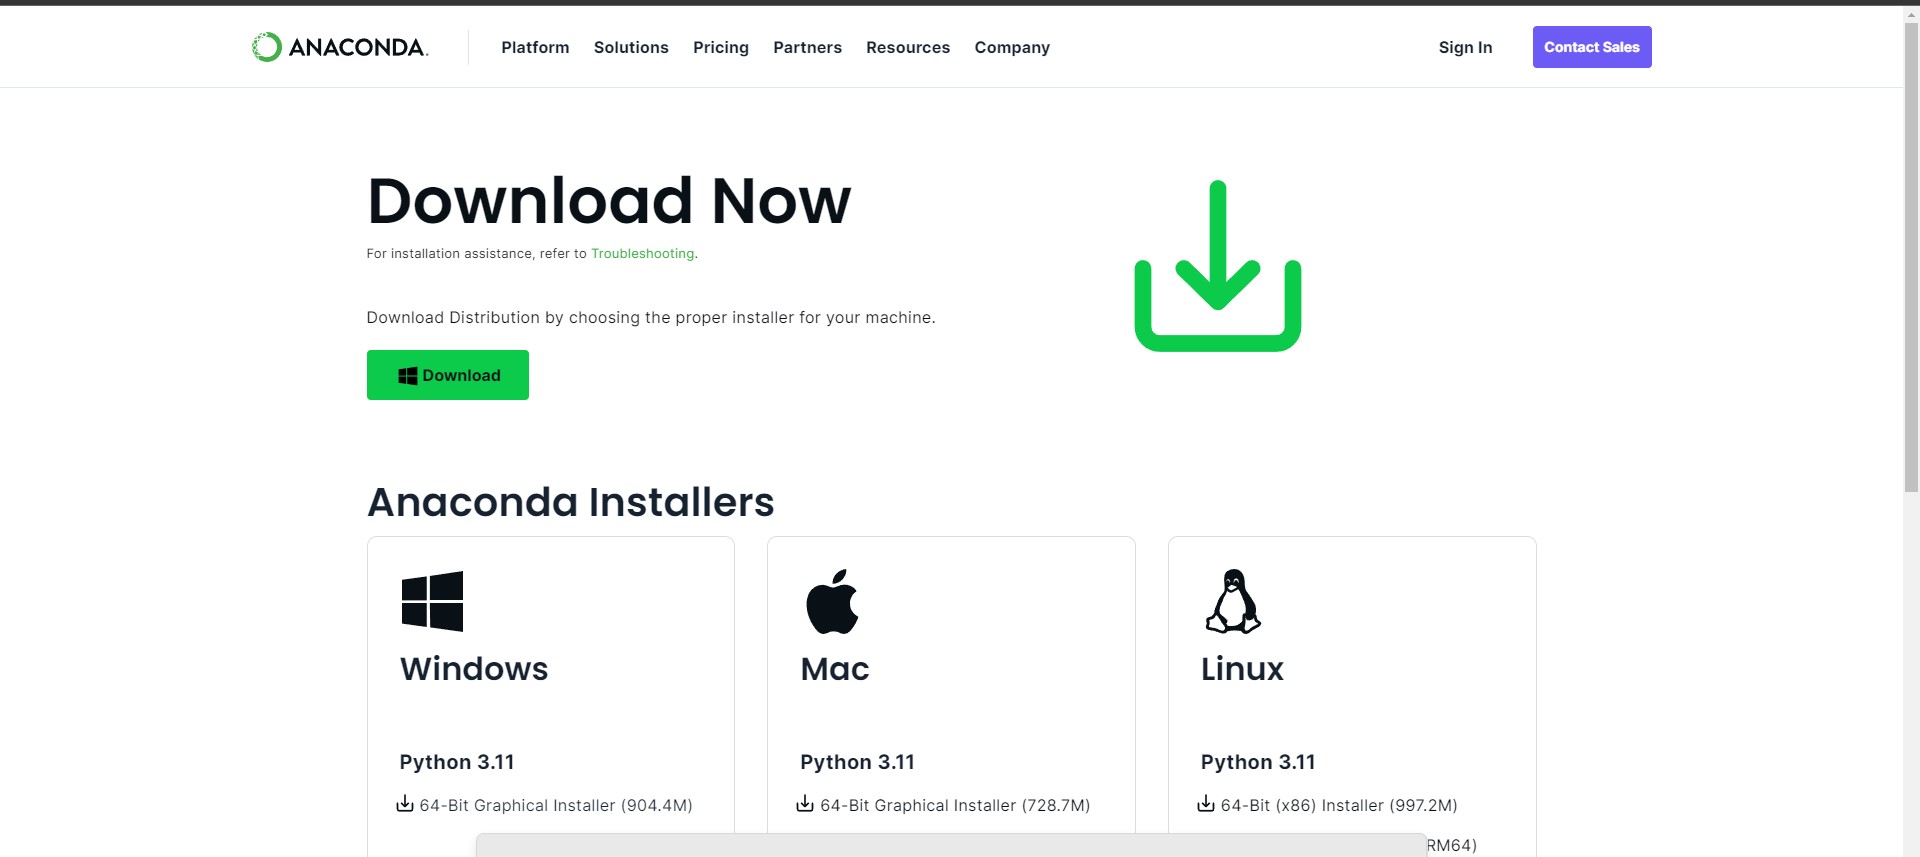 ANACONDA.
Platform Solutions Pricing Partners Resources Company
Sign In
Contact Sales
Download Now
For installation assistance, refer to Troubleshooting.
Download Distribution by choosing the proper installer for your machine.
Download
Anaconda Installers
Windows
Python 3.11
64-Bit Graphical Installer (904.4M)
Mac
Python 3.11
64-Bit Graphical Installer (728.7M)
Linux
Python 3.11
64-Bit (x86) Installer (997.2M)
RM64)